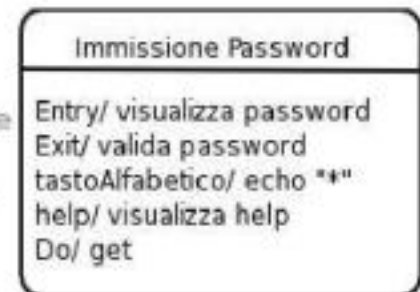 Immissione Password
Entry/ visualizza password
Exit/ valida password
tastoAlfabetico/ echo "*"
help/ visualizza help
Do/ get